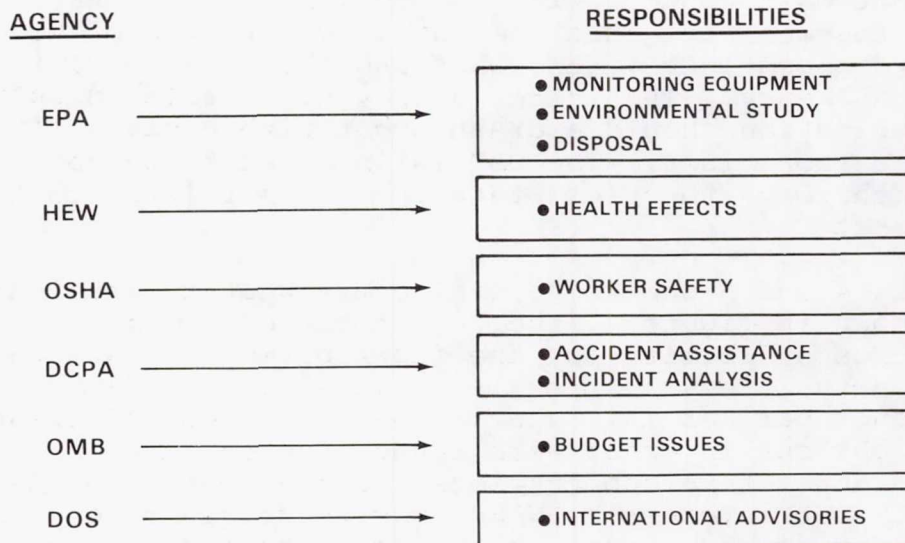 AGENCY RESPONSIBILITIES
EPA
● MONITORING EQUIPMENT
● ENVIRONMENTAL STUDY
● DISPOSAL
HEW ● HEALTH EFFECTS
OSHA ● WORKER SAFETY
DCPA
● ACCIDENT ASSISTANCE
● INCIDENT ANALYSIS
OMB ● BUDGET ISSUES
DOS ● INTERNATIONAL ADVISORIES